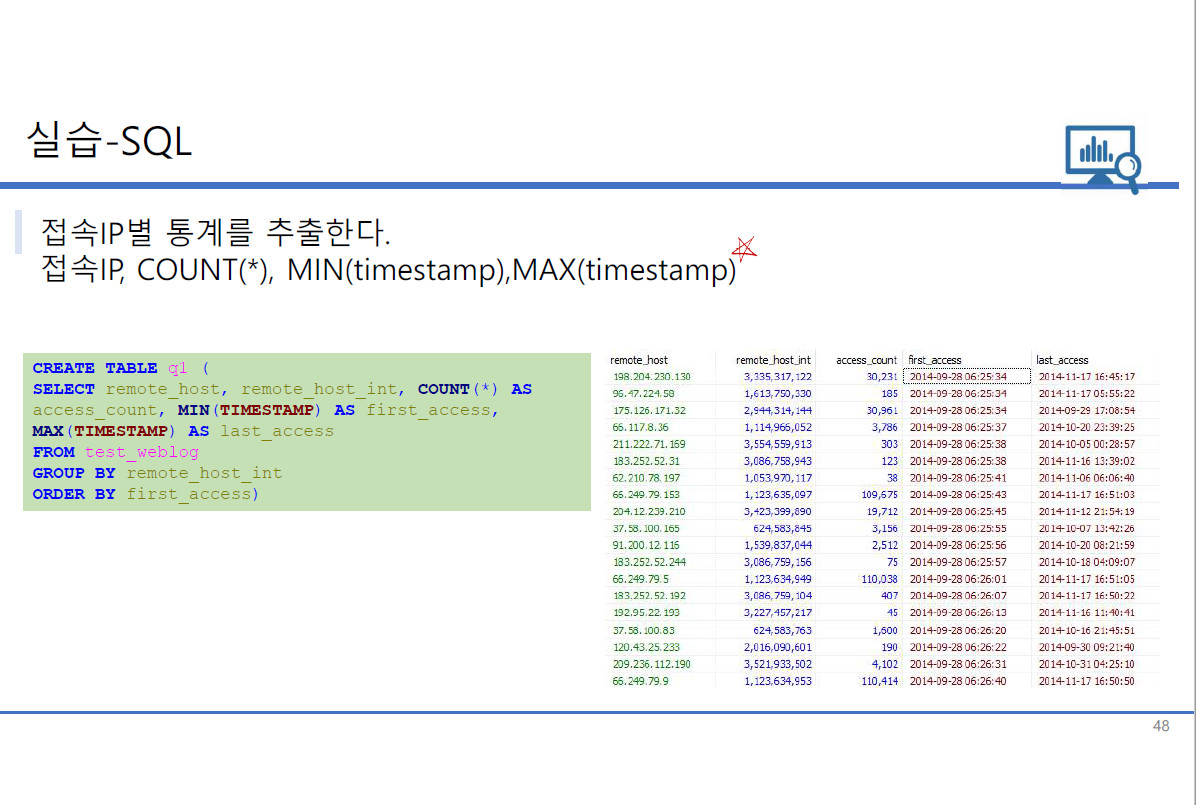 실습-SQL
접속IP별 통계를 추출한다.
접속IP, COUNT(*), MIN(timestamp),MAX(timestamp)
CREATE TABLE q1 (
SELECT remote_host, remote_host_int, COUNT(*) AS
access_count, MIN(TIMESTAMP) AS first_access,
MAX(TIMESTAMP) AS last_access
FROM test_weblog
GROUP BY remote_host_int
ORDER BY first_access)
remote_host remote_host_int access_count first_access last_access
198.204.230.130 3,335,317,122 30,231 2014-09-28 06:25:34 2014-11-17 16:45:17
96.47.224.58 1,613,750,330 185 2014-09-28 06:25:34 2014-11-17 05:55:22
175.126.171.32 2,944,314,144 30,961 2014-09-28 06:25:34 2014-09-29 17:08:54
66.117.8.36 1,114,966,052 3,786 2014-09-28 06:25:37 2014-10-20 23:39:25
211.222.71.169 3,554,559,913 303 2014-09-28 06:25:38 2014-10-05 00:28:57
183.252.52.31 3,086,758,943 123 2014-09-28 06:25:38 2014-11-16 13:39:02
62.210.78.197 1,053,970,117 38 2014-09-28 06:25:41 2014-11-06 06:06:40
66.249.79.153 1,123,635,097 109,675 2014-09-28 06:25:43 2014-11-17 16:51:03
204.12.239.210 3,423,399,890 19,712 2014-09-28 06:25:45 2014-11-12 21:54:19
37.58.100.165 624,583,845 3,156 2014-09-28 06:25:55 2014-10-07 13:42:26
91.200.12.116 1,539,837,044 2,512 2014-09-28 06:25:56 2014-10-20 08:21:59
183.252.52.244 3,086,759,156 75 2014-09-28 06:25:57 2014-10-18 04:09:07
66.249.79.5 1,123,634,949 110,038 2014-09-28 06:26:01 2014-11-17 16:51:05
183.252.52.192 3,086,759,104 407 2014-09-28 06:26:07 2014-11-17 16:50:22
192.95.22.193 3,227,457,217 45 2014-09-28 06:26:13 2014-11-16 11:40:41
37.58.100.83 624,583,763 1,600 2014-09-28 06:26:20 2014-10-16 21:45:51
120.43.25.233 2,016,090,601 190 2014-09-28 06:26:22 2014-09-30 09:21:40
209.236.112.190 3,521,933,502 4,102 2014-09-28 06:26:31 2014-10-31 04:25:10
66.249.79.9 1,123,634,953 110,414 2014-09-28 06:26:40 2014-11-17 16:50:50
48